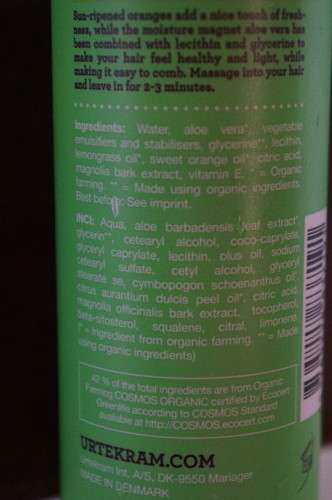 Sun-ripened oranges add a nice touch of fresh-
ness, while the moisture magnet aloe vera has
been combined with lecithin and glycerine to
make your hair feel healthy and light, while
making it easy to comb. Massage into your hair
and leave in for 2-3 minutes.
Ingredients: Water, aloe vera*, vegetable
emulsifiers and stabilisers, glycerine**, lecithin,
lemongrass oil*, sweet orange oil*, citric acid,
magnolia bark extract, vitamin E. * = Organic
farming. ** = Made using organic ingredients.
Best before: See imprint.
INCI: Aqua, aloe barbadensis leaf extract*,
glycerin**, cetearyl alcohol, coco-caprylate,
glyceryl caprylate, lecithin, olus oil, sodium
cetearyl sulfate, cetyl alcohol, glyceryl
stearate se, cymbopogon schoenanthus oil*,
citrus aurantium dulcis peel oil*, citric acid,
magnolia officinalis bark extract, tocopherol,
beta-sitosterol, squalene, citral, limonene.
(* = Ingredient from organic farming. ** = Made
using organic ingredients)
42 % of the total ingredients are from Organic
Farming COSMOS ORGANIC certified by Ecocert
Greenlife according to COSMOS Standard
available at http://COSMOS.ecocert.com
URTEKRAM.COM
Urtekram Int. A/S, DK-9550 Mariager
MADE IN DENMARK